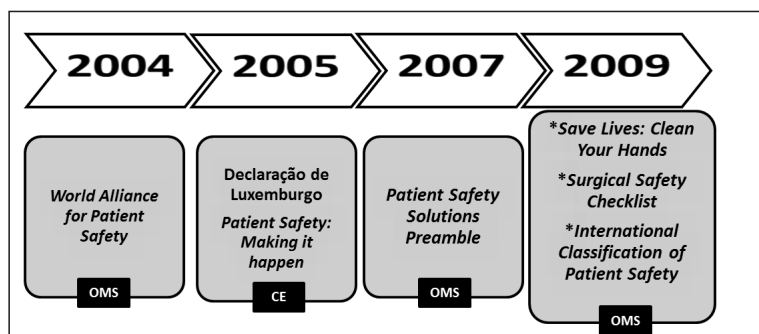 2004
2005
2007
2009
World Alliance
for Patient
Safety
OMS
Declaração de
Luxemburgo
Patient Safety:
Making it
happen
CE
Patient Safety
Solutions
Preamble
OMS
*Save Lives: Clean
Your Hands
*Surgical Safety
Checklist
*International
Classification of
Patient Safety
OMS